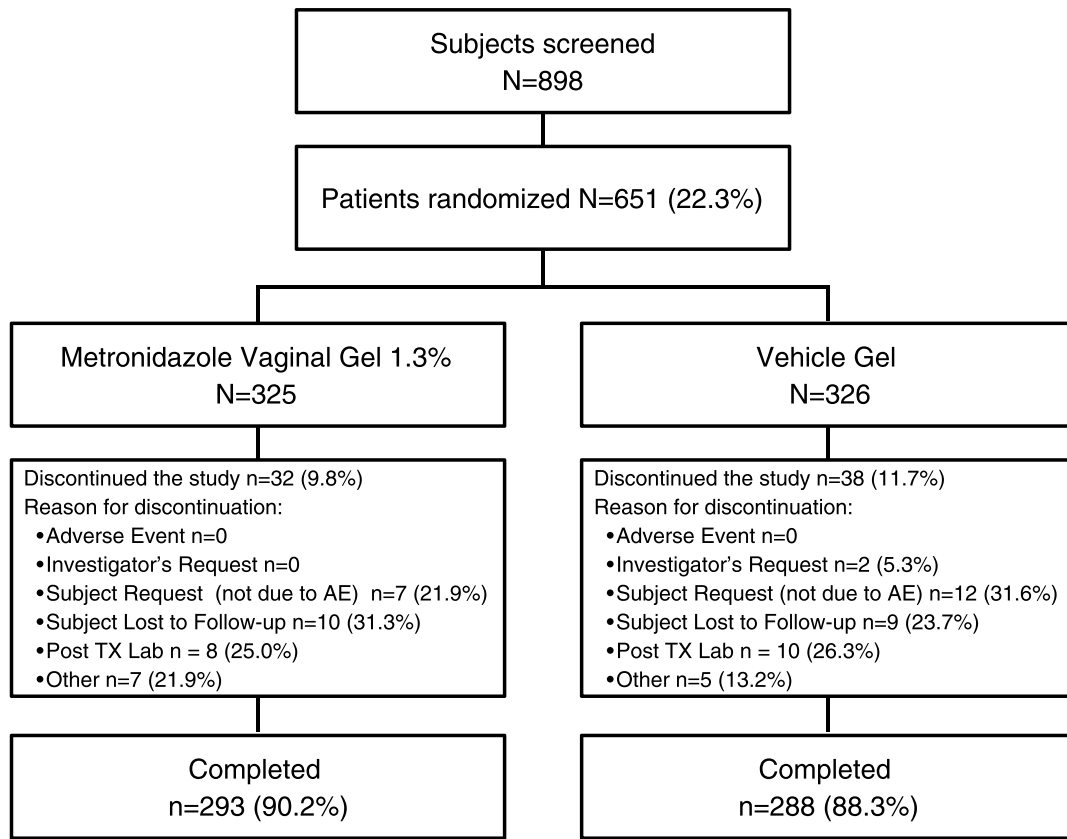 Subjects screened
N=898
Patients randomized N=651 (22.3%)
Metronidazole Vaginal Gel 1.3%
N=325
Discontinued the study n=32 (9.8%)
Reason for discontinuation:
•Adverse Event n=0
•Investigator’s Request n=0
•Subject Request (not due to AE) n=7 (21.9%)
•Subject Lost to Follow-up n=10 (31.3%)
•Post TX Lab n = 8 (25.0%)
•Other n=7 (21.9%)
Completed
n=293 (90.2%)
Vehicle Gel
N=326
Discontinued the study n=38 (11.7%)
Reason for discontinuation:
•Adverse Event n=0
•Investigator’s Request n=2 (5.3%)
•Subject Request (not due to AE) n=12 (31.6%)
•Subject Lost to Follow-up n=9 (23.7%)
•Post TX Lab n = 10 (26.3%)
•Other n=5 (13.2%)
Completed
n=288 (88.3%)